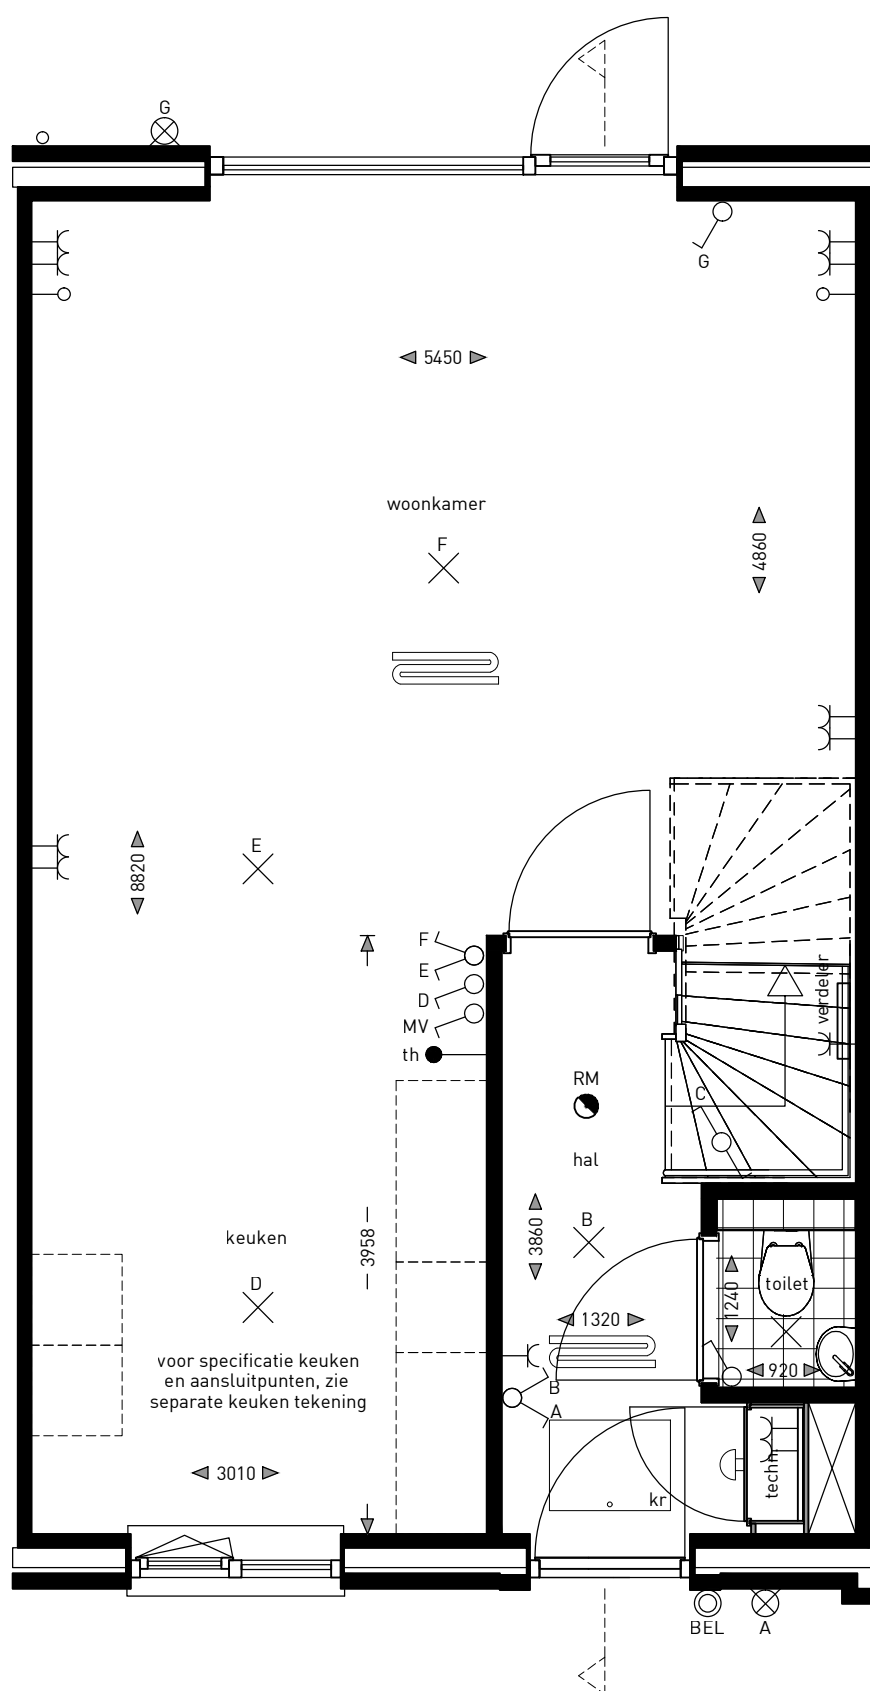 G
G
5450
woonkamer
F
4860
E
8820
F
E
D
MV
th
verdeler
RM
C
hal
3958
3860
B
keuken
D
toilet
1240
1320
920
voor specificatie keuken
en aansluitpunten, zie
separate keuken tekening
B
A
3010
kr
techn.
BEL
A